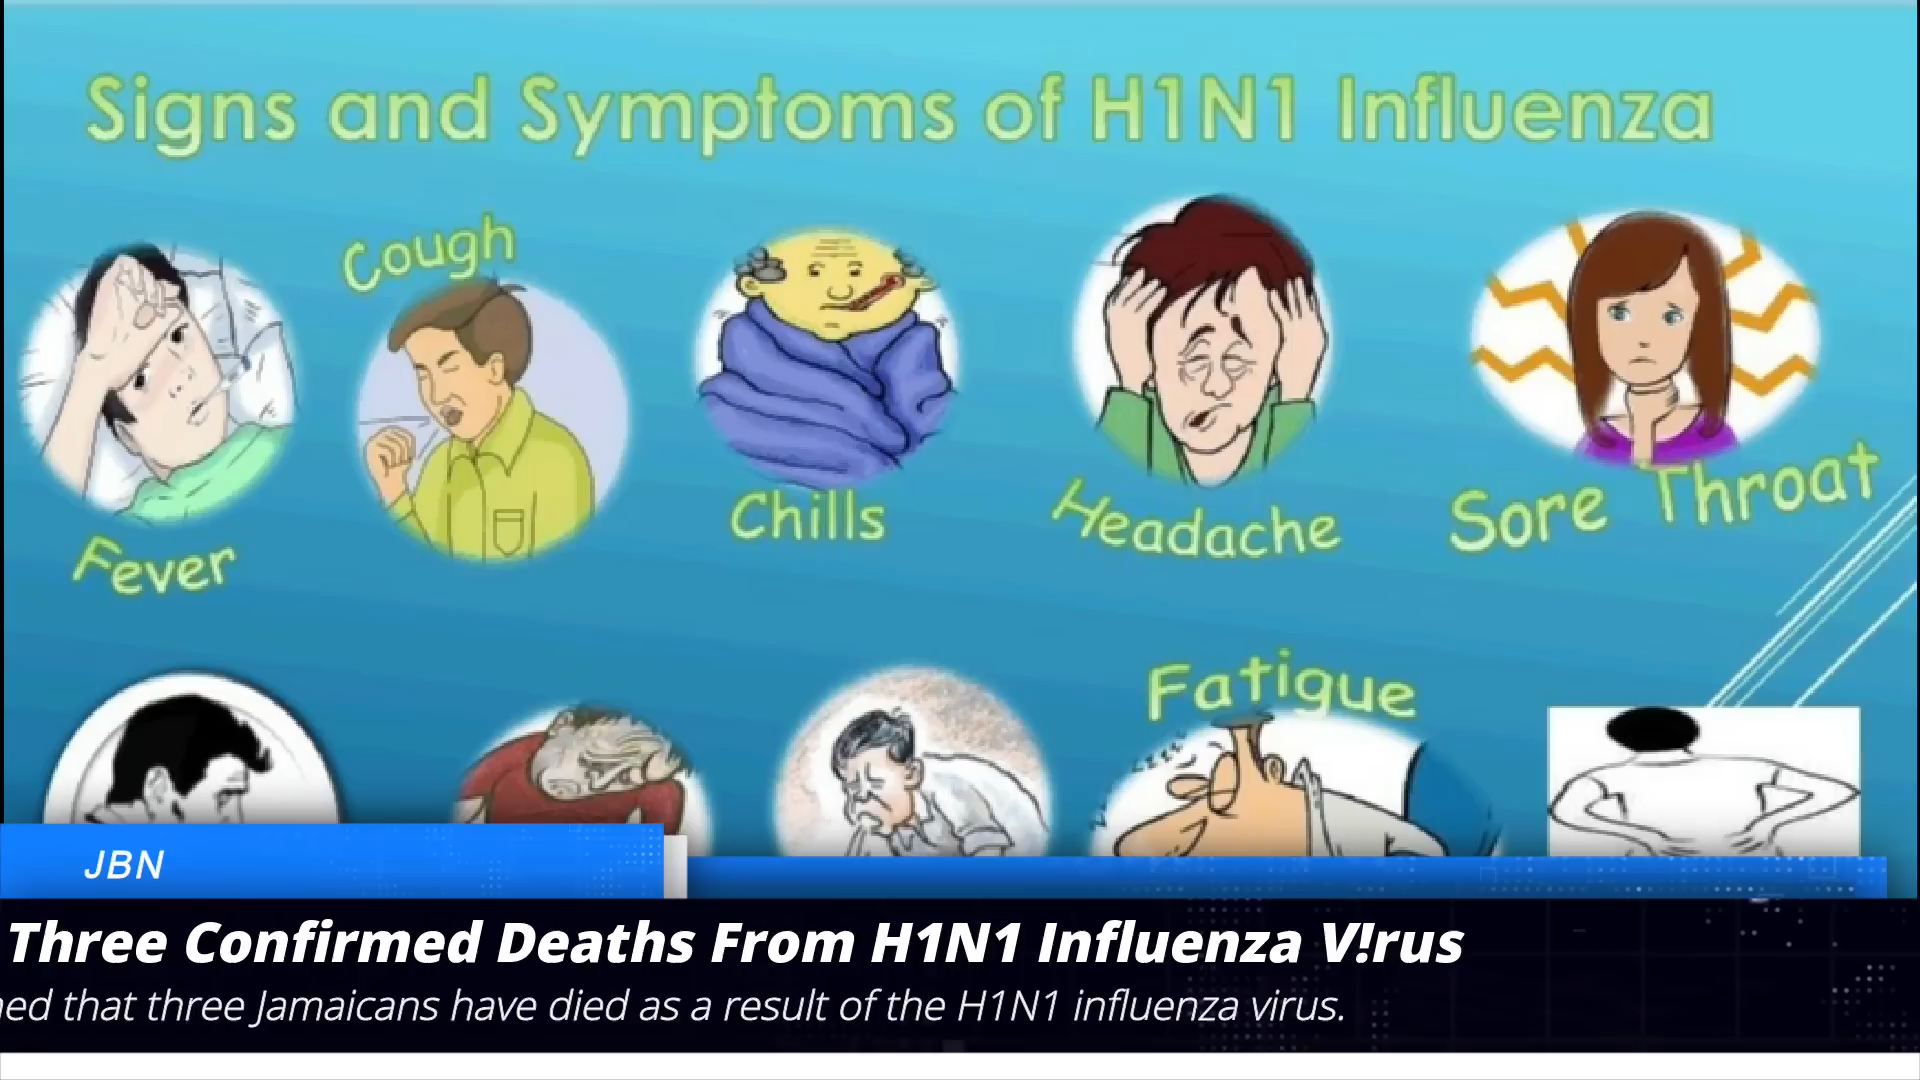 Signs and Symptoms of H1N1 Influenza
Cough
Fever
Chills
Headache
Sore Throat
Fatigue
JBN
Three Confirmed Deaths From H1N1 Influenza V!rus
that three Jamaicans have died as a result of the H1N1 influenza virus.